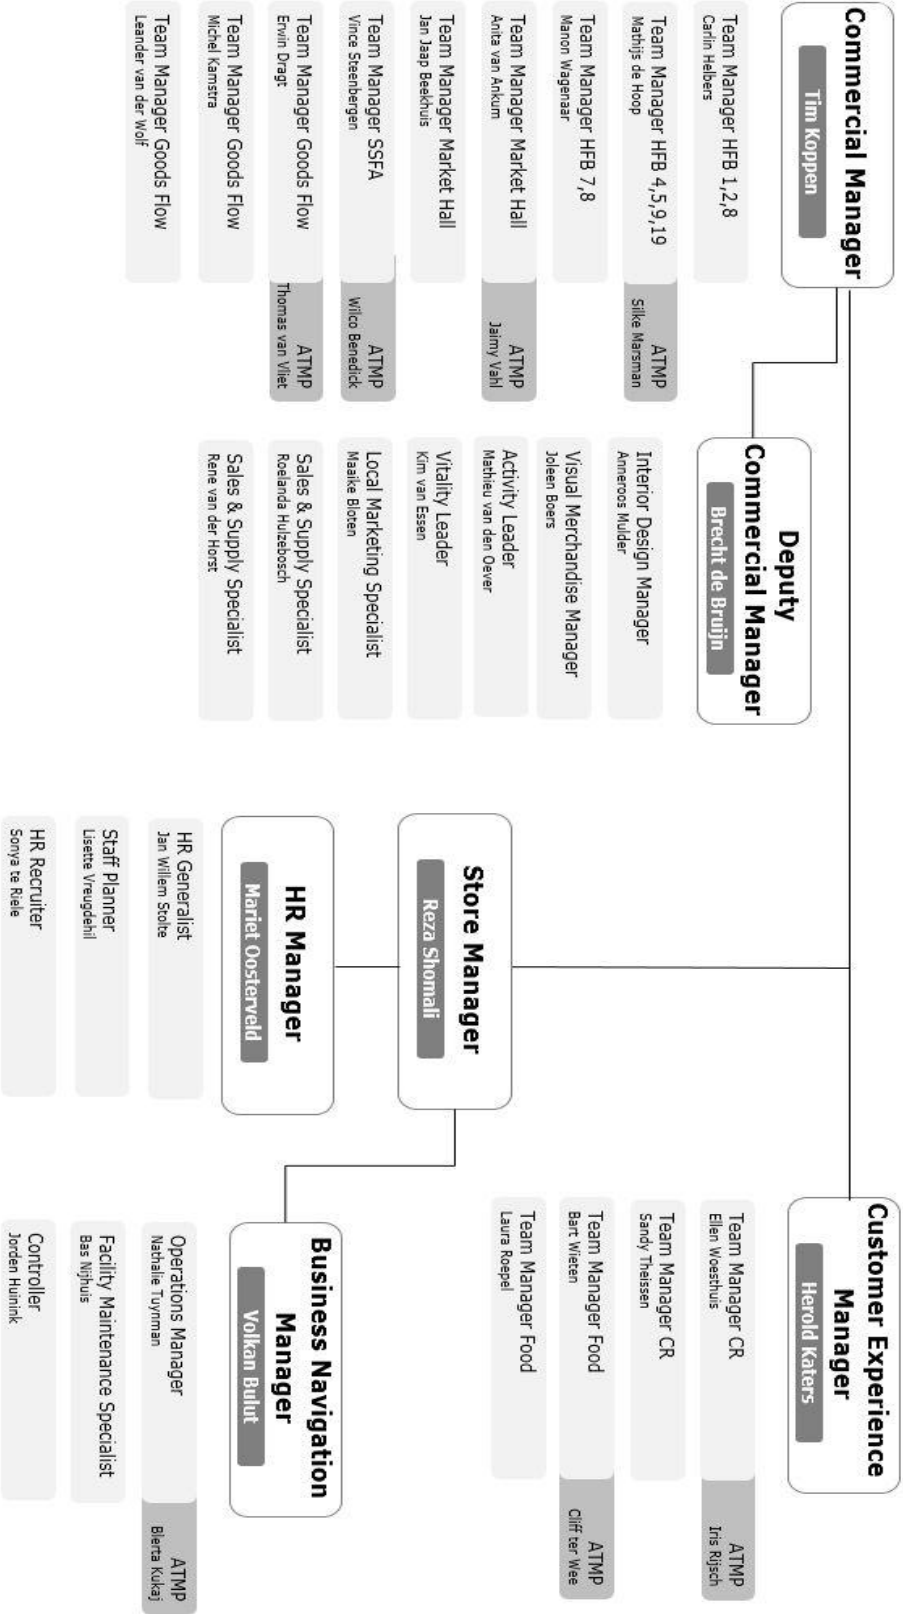 Commercial Manager
Tim Koppen
Team Manager HFB 1,2,8
Carlin Helbers
Team Manager HFB 4,5,9,19
Mathijs de Hoop
ATMP
Silke Marsman
Team Manager HFB 7,8
Manon Wagenaar
Team Manager Market Hall
Anita van Ankum
ATMP
Jaimy Vahl
Team Manager Market Hall
Jan Jaap Beekhuis
Team Manager SSFA
Vince Steenbergen
ATMP
Wilco Benedick
Team Manager Goods Flow
Erwin Dragt
ATMP
Thomas van Vliet
Team Manager Goods Flow
Michel Kamstra
Team Manager Goods Flow
Leander van der Wolf
Deputy
Commercial Manager
Brecht de Bruijn
Interior Design Manager
Anneroos Mulder
Visual Merchandise Manager
Joleen Boers
Activity Leader
Mathieu van den Oever
Vitality Leader
Kim van Essen
Local Marketing Specialist
Maaike Bloten
Sales & Supply Specialist
Roelanda Hulzebosch
Sales & Supply Specialist
Rene van der Horst
Store Manager
Reza Shomali
HR Manager
Mariet Oosterveld
HR Generalist
Jan Willem Stolte
Staff Planner
Lisette Vreugdehil
HR Recruiter
Sonya te Riele
Customer Experience
Manager
Herold Katers
Team Manager CR
Ellen Woesthuis
ATMP
Iris Rijsch
Team Manager CR
Sandy Theissen
Team Manager Food
Bart Wieten
ATMP
Cliff ter Wee
Team Manager Food
Laura Roepel
Business Navigation
Manager
Volkan Bulut
Operations Manager
Nathalie Tuynman
ATMP
Blerta Kukaj
Facility Maintenance Specialist
Bas Nijhuis
Controller
Jorden Huinink